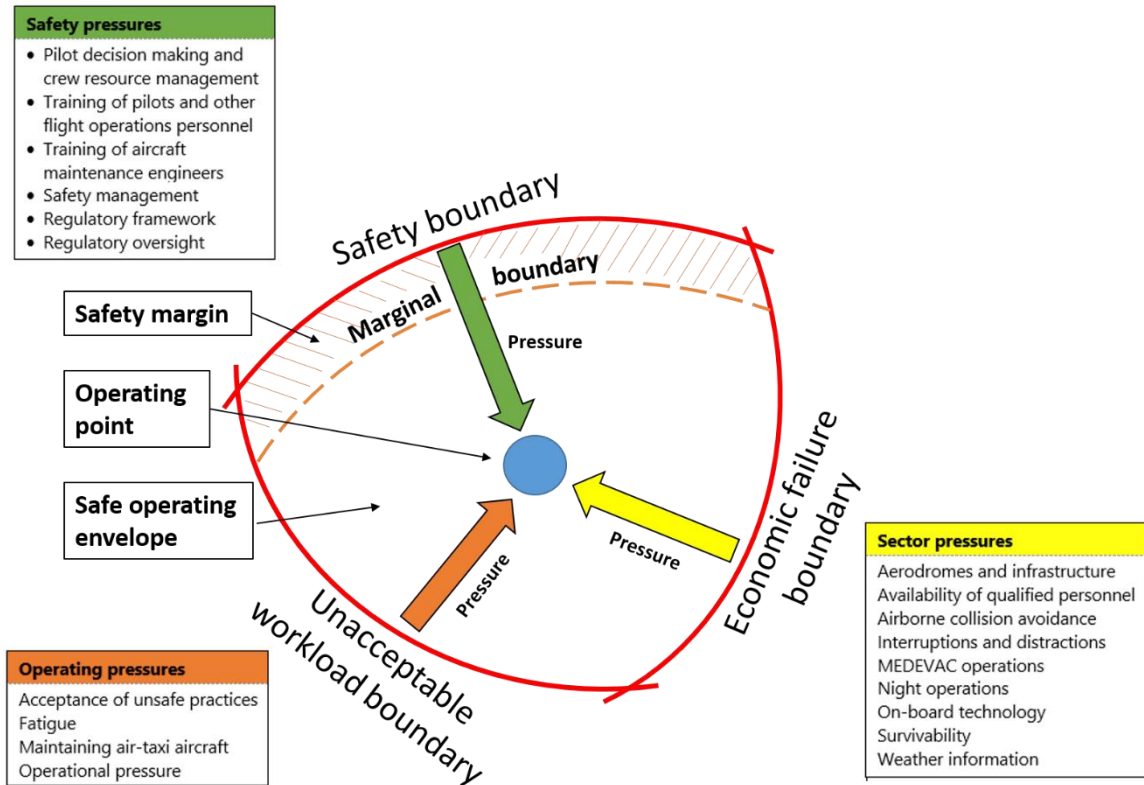 Safety pressures
• Pilot decision making and
crew resource management
• Training of pilots and other
flight operations personnel
• Training of aircraft
maintenance engineers
• Safety management
• Regulatory framework
• Regulatory oversight
Safety boundary
Marginal boundary
Safety margin
Pressure
Operating
point
Safe operating
envelope
Pressure
Pressure
Economic failure
boundary
Unacceptable
workload boundary
Operating pressures
Acceptance of unsafe practices
Fatigue
Maintaining air-taxi aircraft
Operational pressure
Sector pressures
Aerodromes and infrastructure
Availability of qualified personnel
Airborne collision avoidance
Interruptions and distractions
MEDEVAC operations
Night operations
On-board technology
Survivability
Weather information